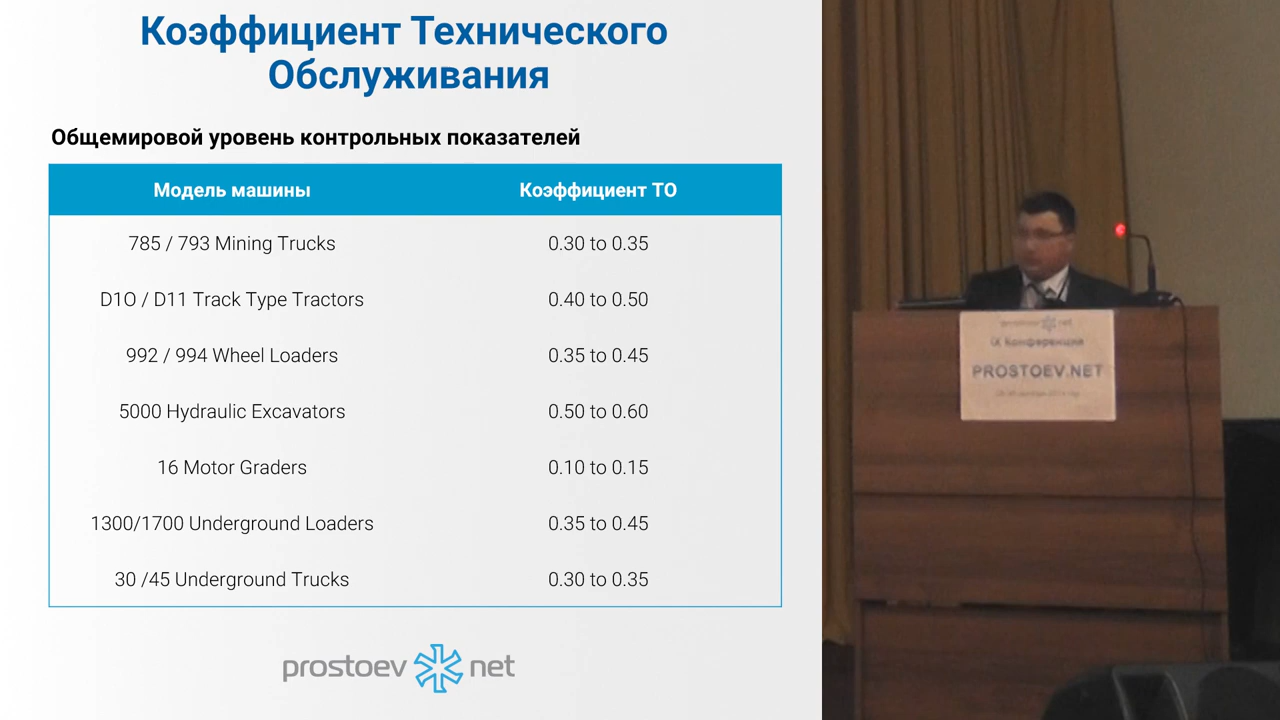 Коэффициент Технического
Обслуживания
Общемировой уровень контрольных показателей
Модель машины Коэффициент ТО
785 / 793 Mining Trucks 0.30 to 0.35
D1O / D11 Track Type Tractors 0.40 to 0.50
992 / 994 Wheel Loaders 0.35 to 0.45
5000 Hydraulic Excavators 0.50 to 0.60
16 Motor Graders 0.10 to 0.15
1300/1700 Underground Loaders 0.35 to 0.45
30 /45 Underground Trucks 0.30 to 0.35
prostoev net
prostoev net
IX Конференция
PROSTOEV.NET